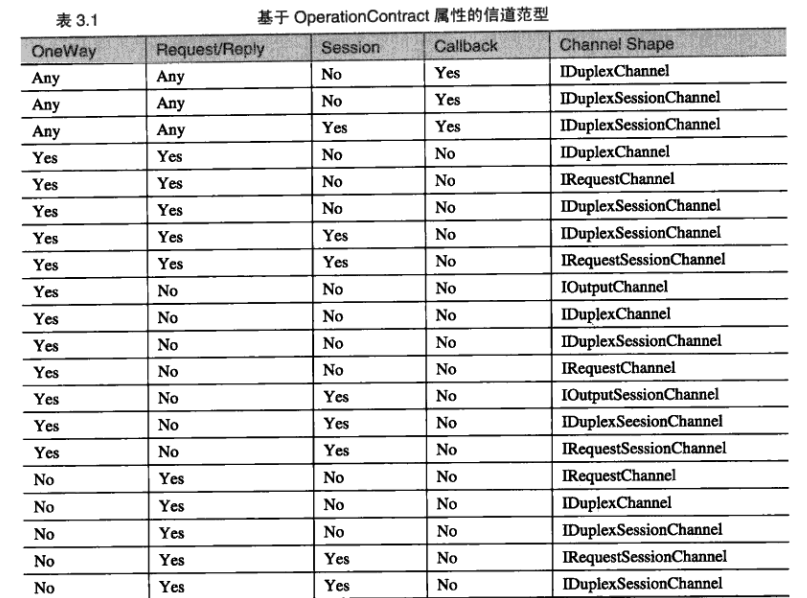 表 3.1 基于 OperationContract 属性的信道范型
OneWay Request/Reply Session Callback Channel Shape
Any Any No Yes IDuplexChannel
Any Any No Yes IDuplexSessionChannel
Any Any Yes Yes IDuplexSessionChannel
Yes Yes No No IDuplexChannel
Yes Yes No No IRequestChannel
Yes Yes No No IDuplexSessionChannel
Yes Yes Yes No IDuplexSessionChannel
Yes Yes Yes No IRequestSessionChannel
Yes No No No IOutputChannel
Yes No No No IDuplexChannel
Yes No No No IDuplexSessionChannel
Yes No No No IRequestChannel
Yes No Yes No IOutputSessionChannel
Yes No Yes No IDuplexSeesionChannel
Yes No Yes No IRequestSessionChannel
No Yes No No IRequestChannel
No Yes No No IDuplexChannel
No Yes No No IDuplexSessionChannel
No Yes Yes No IRequestSessionChannel
No Yes Yes No IDuplexSessionChannel